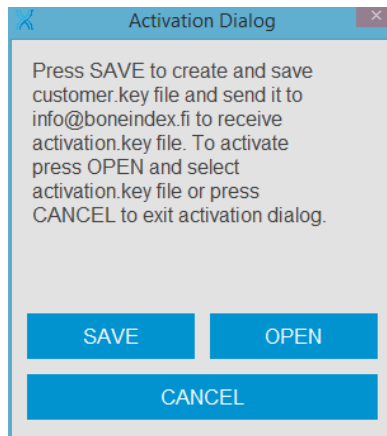 Activation Dialog
Press SAVE to create and save
customer.key file and send it to
info@boneindex.fi to receive
activation.key file. To activate
press OPEN and select
activation.key file or press
CANCEL to exit activation dialog.
SAVE
OPEN
CANCEL